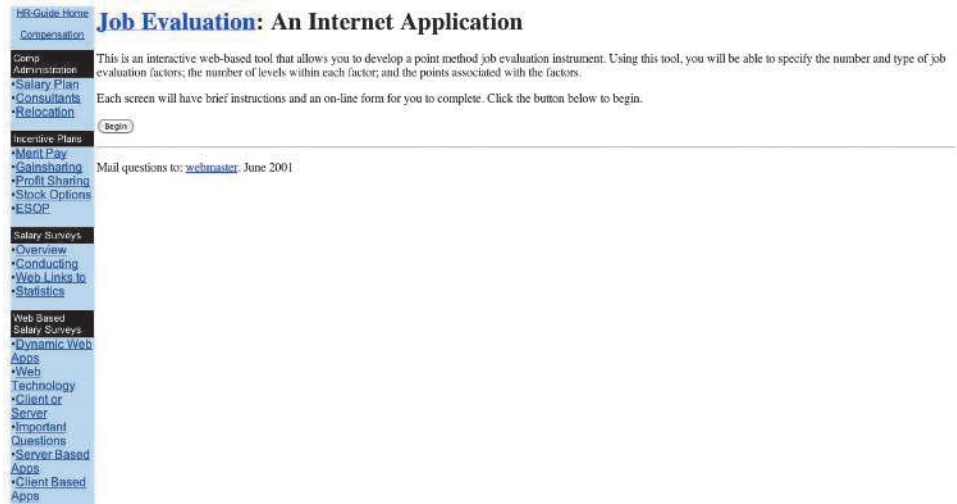 HR-Guide Home
Compensation
Comp
Administration
•Salary Plan
•Consultants
•Relocation
Incentive Plans
•Merit Pay
•Gainsharing
•Profit Sharing
•Stock Options
•ESOP
Salary Surveys
•Overview
•Conducting
•Web Links to
•Statistics
Web Based
Salary Surveys
•Dynamic Web
Apps
•Web
Technology
•Client or
Server
•Important
Questions
•Server Based
Apps
•Client Based
Apps
Job Evaluation: An Internet Application
This is an interactive web-based tool that allows you to develop a point method job evaluation instrument. Using this tool, you will be able to specify the number and type of job
evaluation factors; the number of levels within each factor; and the points associated with the factors.
Each screen will have brief instructions and an on-line form for you to complete. Click the button below to begin.
Begin
Mail questions to: webmaster. June 2001